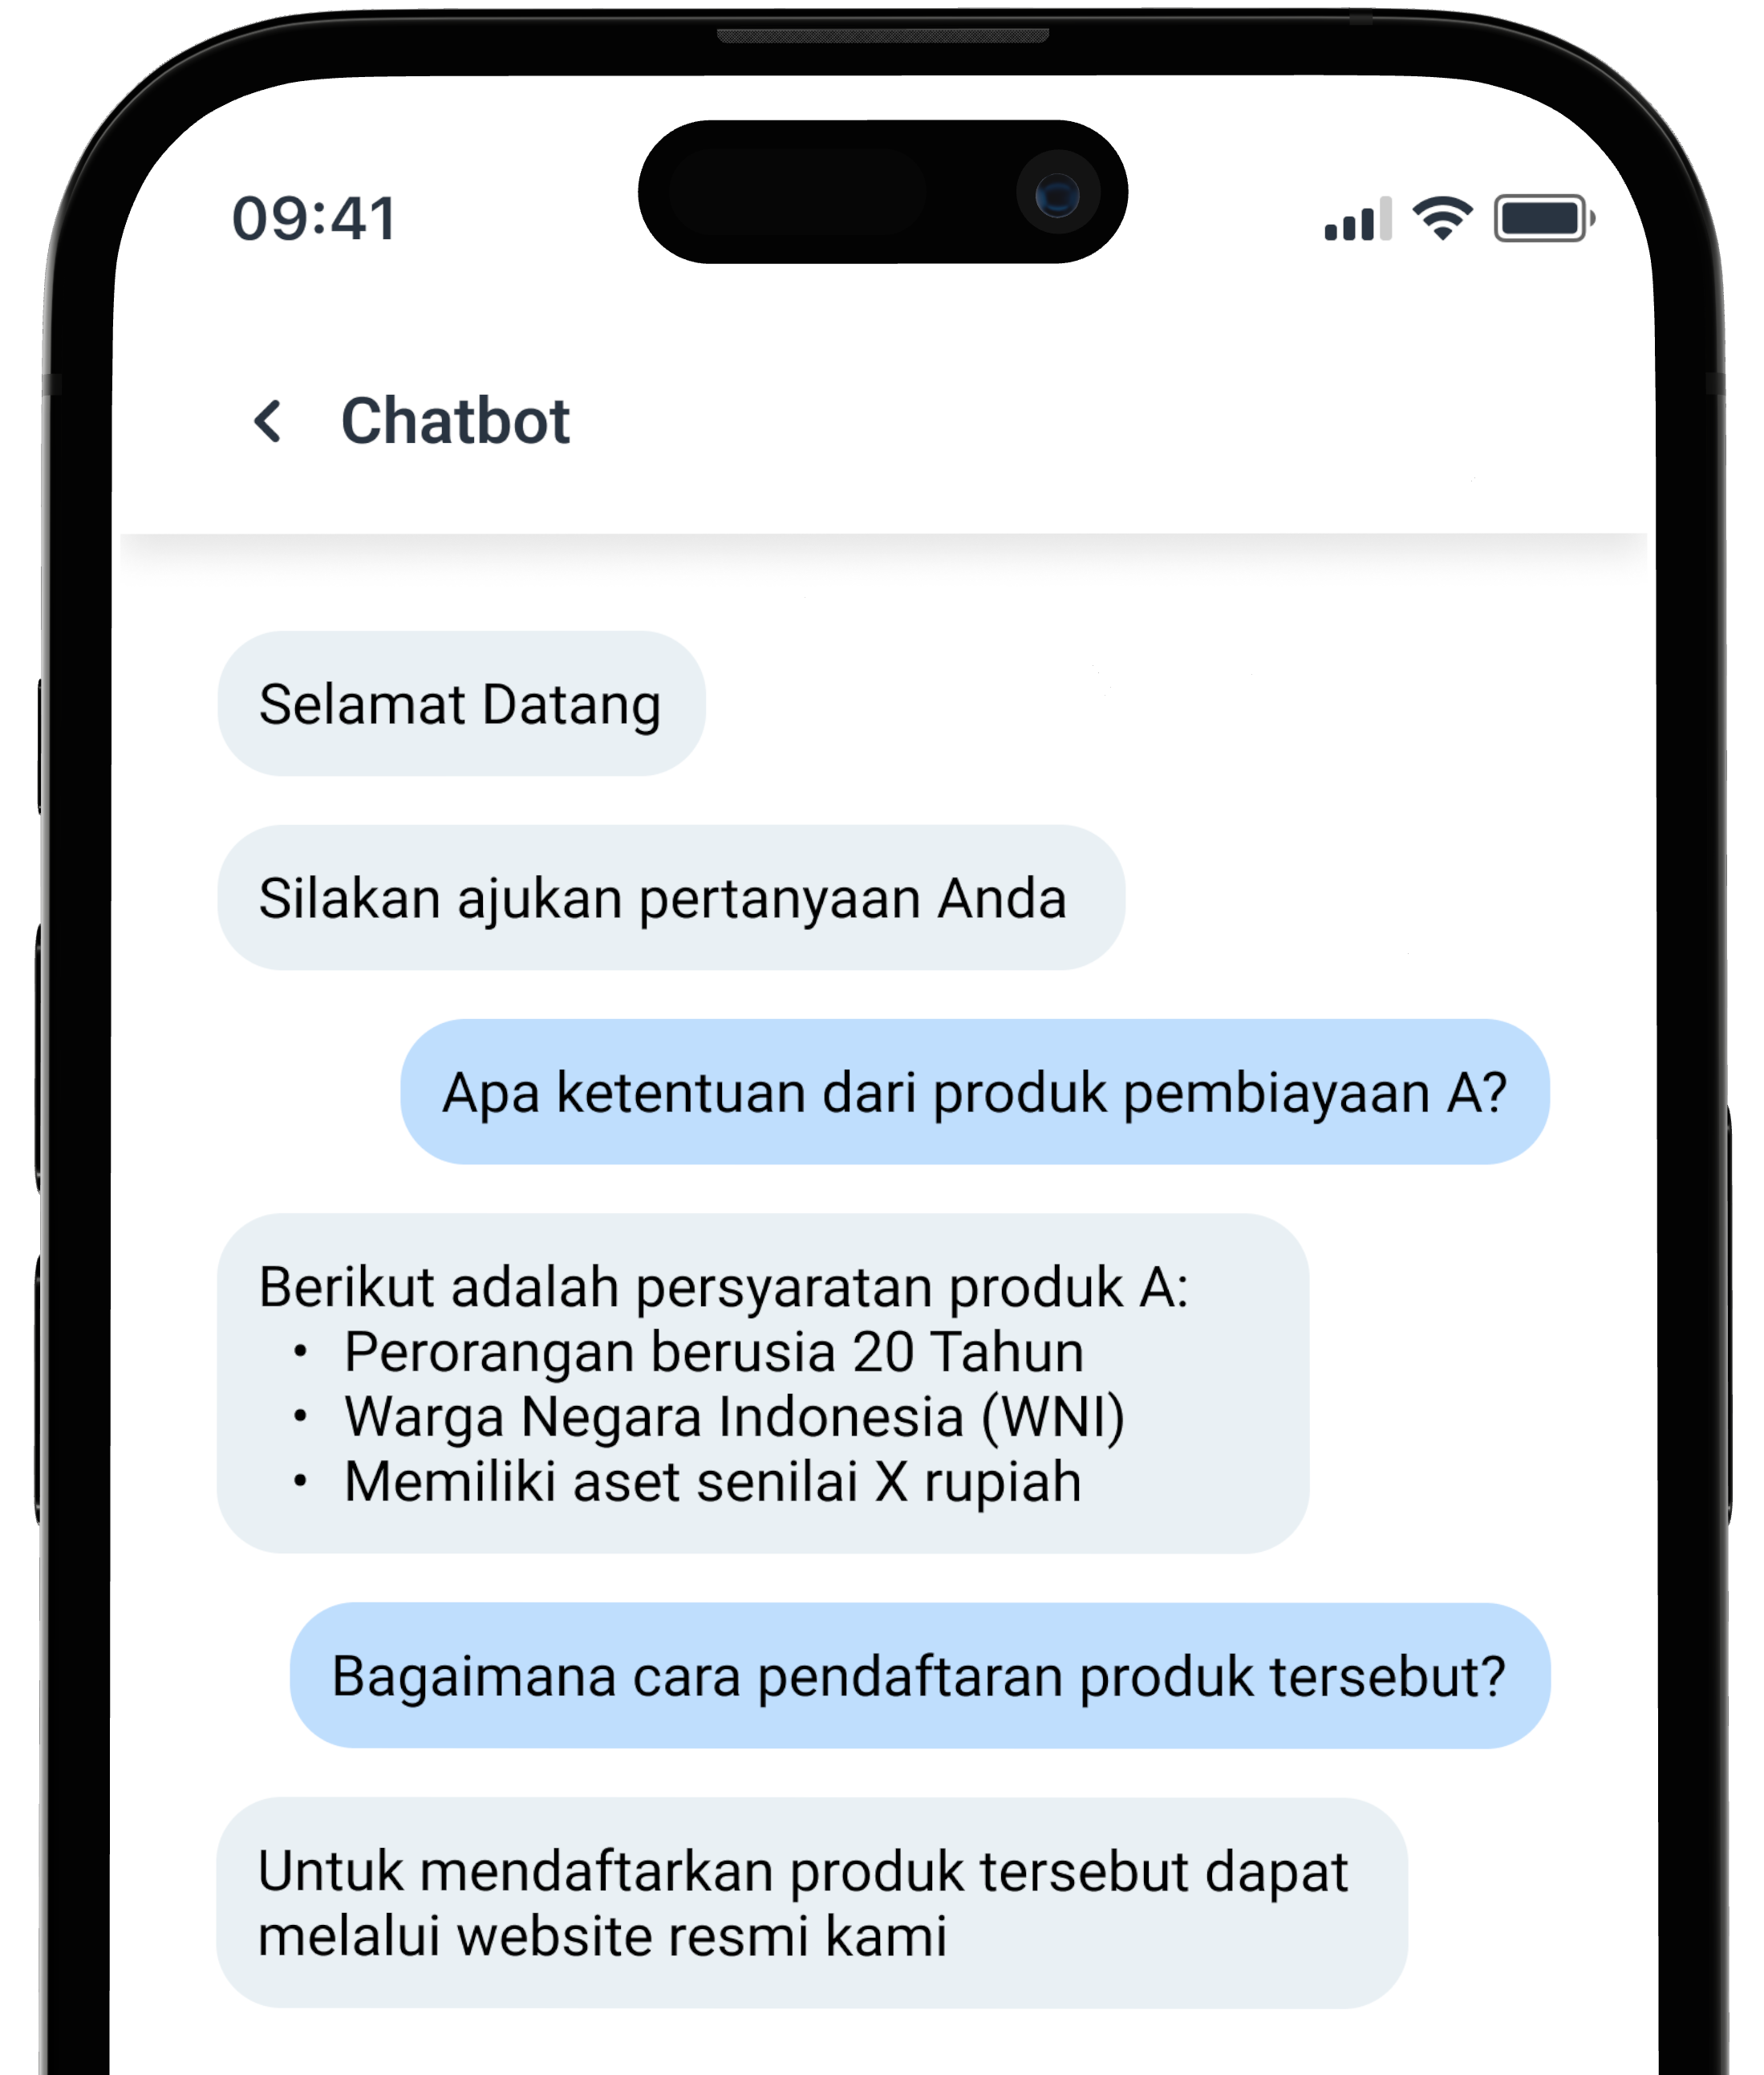 09:41
Chatbot
Selamat Datang
Silakan ajukan pertanyaan Anda
Apa ketentuan dari produk pembiayaan A?
Berikut adalah persyaratan produk A:
• Perorangan berusia 20 Tahun
• Warga Negara Indonesia (WNI)
• Memiliki aset senilai X rupiah
Bagaimana cara pendaftaran produk tersebut?
Untuk mendaftarkan produk tersebut dapat
melalui website resmi kami